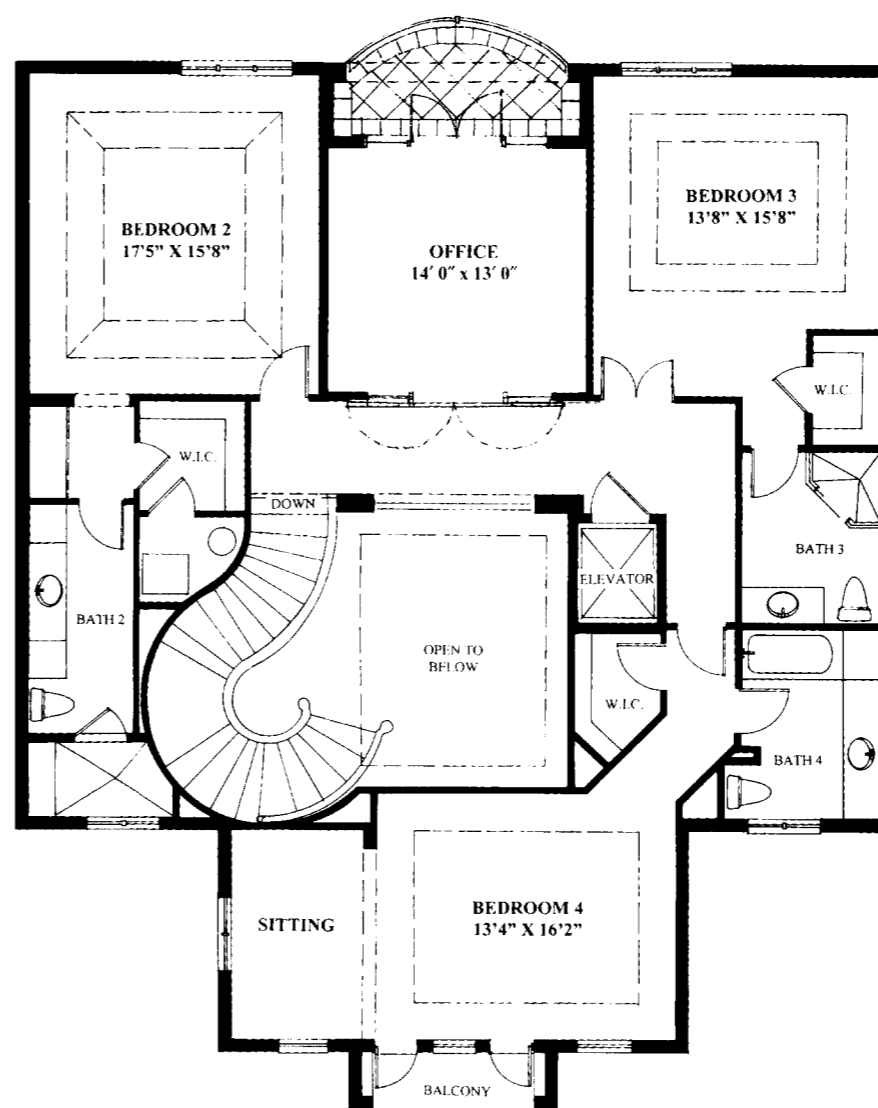 BEDROOM 2
17'5" X 15'8"
OFFICE
14' 0" x 13' 0"
BEDROOM 3
13'8" X 15'8"
W.I.C.
W.I.C.
DOWN
BATH 3
ELEVATOR
BATH 2
OPEN TO
BELOW
W.I.C.
BATH 4
SITTING
BEDROOM 4
13'4" X 16'2"
BALCONY